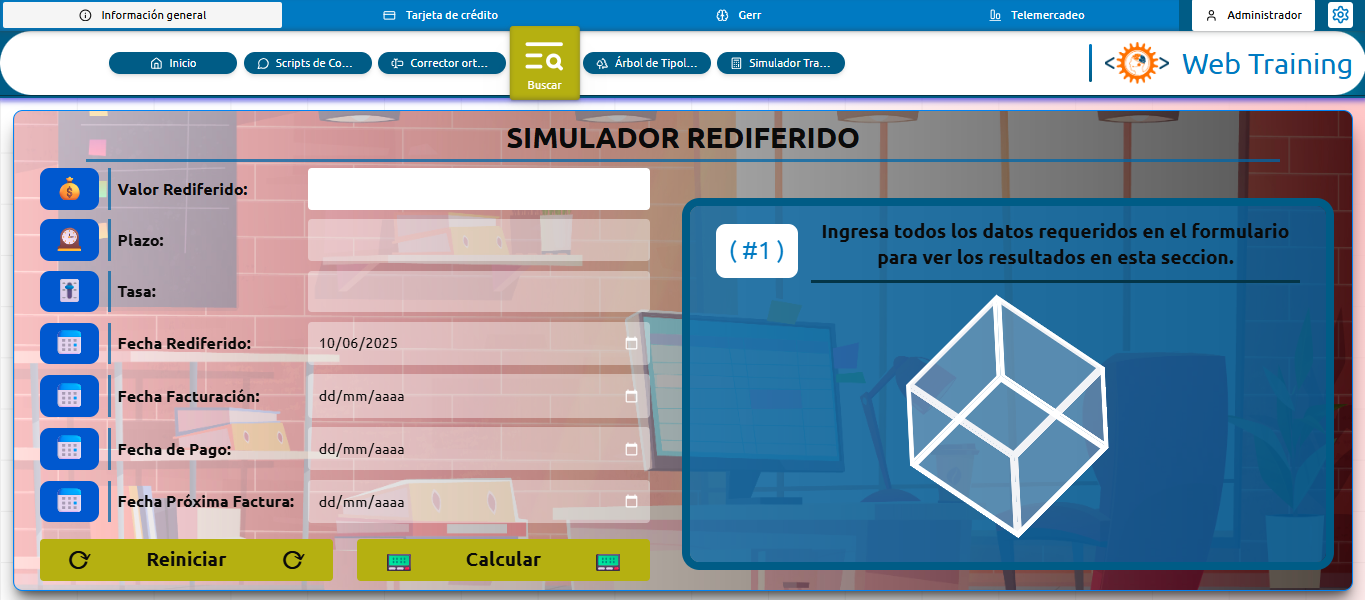 Información general
Tarjeta de crédito
Gerr
Telemercadeo
Administrador
Inicio
Scripts de Co...
Corrector ort...
Buscar
Árbol de Tipol...
Simulador Tra...
< > Web Training
SIMULADOR REDIFERIDO
Valor Rediferido:
Plazo:
Tasa:
Fecha Rediferido: 10/06/2025
Fecha Facturación: dd/mm/aaaa
Fecha de Pago: dd/mm/aaaa
Fecha Próxima Factura: dd/mm/aaaa
Reiniciar
Calcular
( #1 )
Ingresa todos los datos requeridos en el formulario
para ver los resultados en esta seccion.